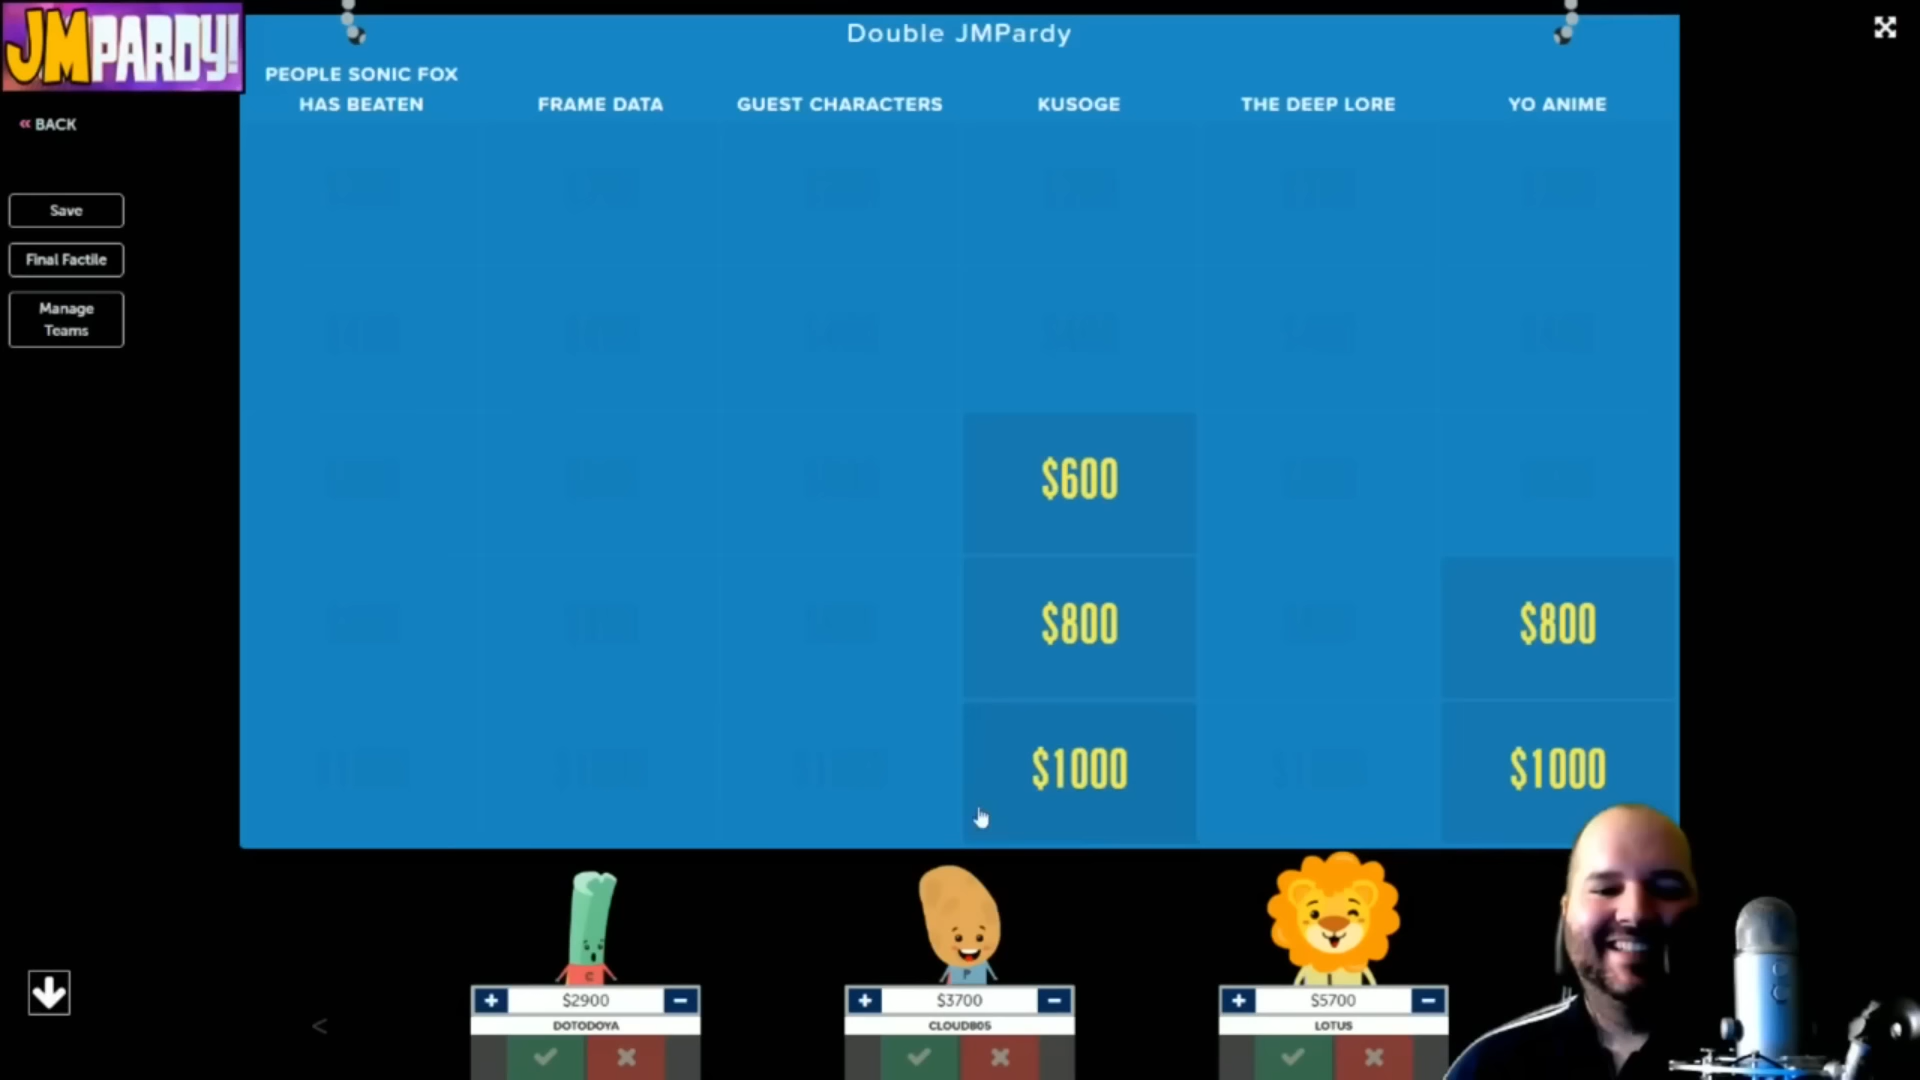 JMPARDY!
Double JMPardy
PEOPLE SONIC FOX
HAS BEATEN
FRAME DATA
GUEST CHARACTERS
KUSOGE
THE DEEP LORE
YO ANIME
« BACK
Save
Final Factile
Manage
Teams
$600
$800
$800
$1000
$1000
C
P
+ $2900 −
+ $3700 −
+ $5700 −
DOTODOYA
CLOUD805
LOTUS